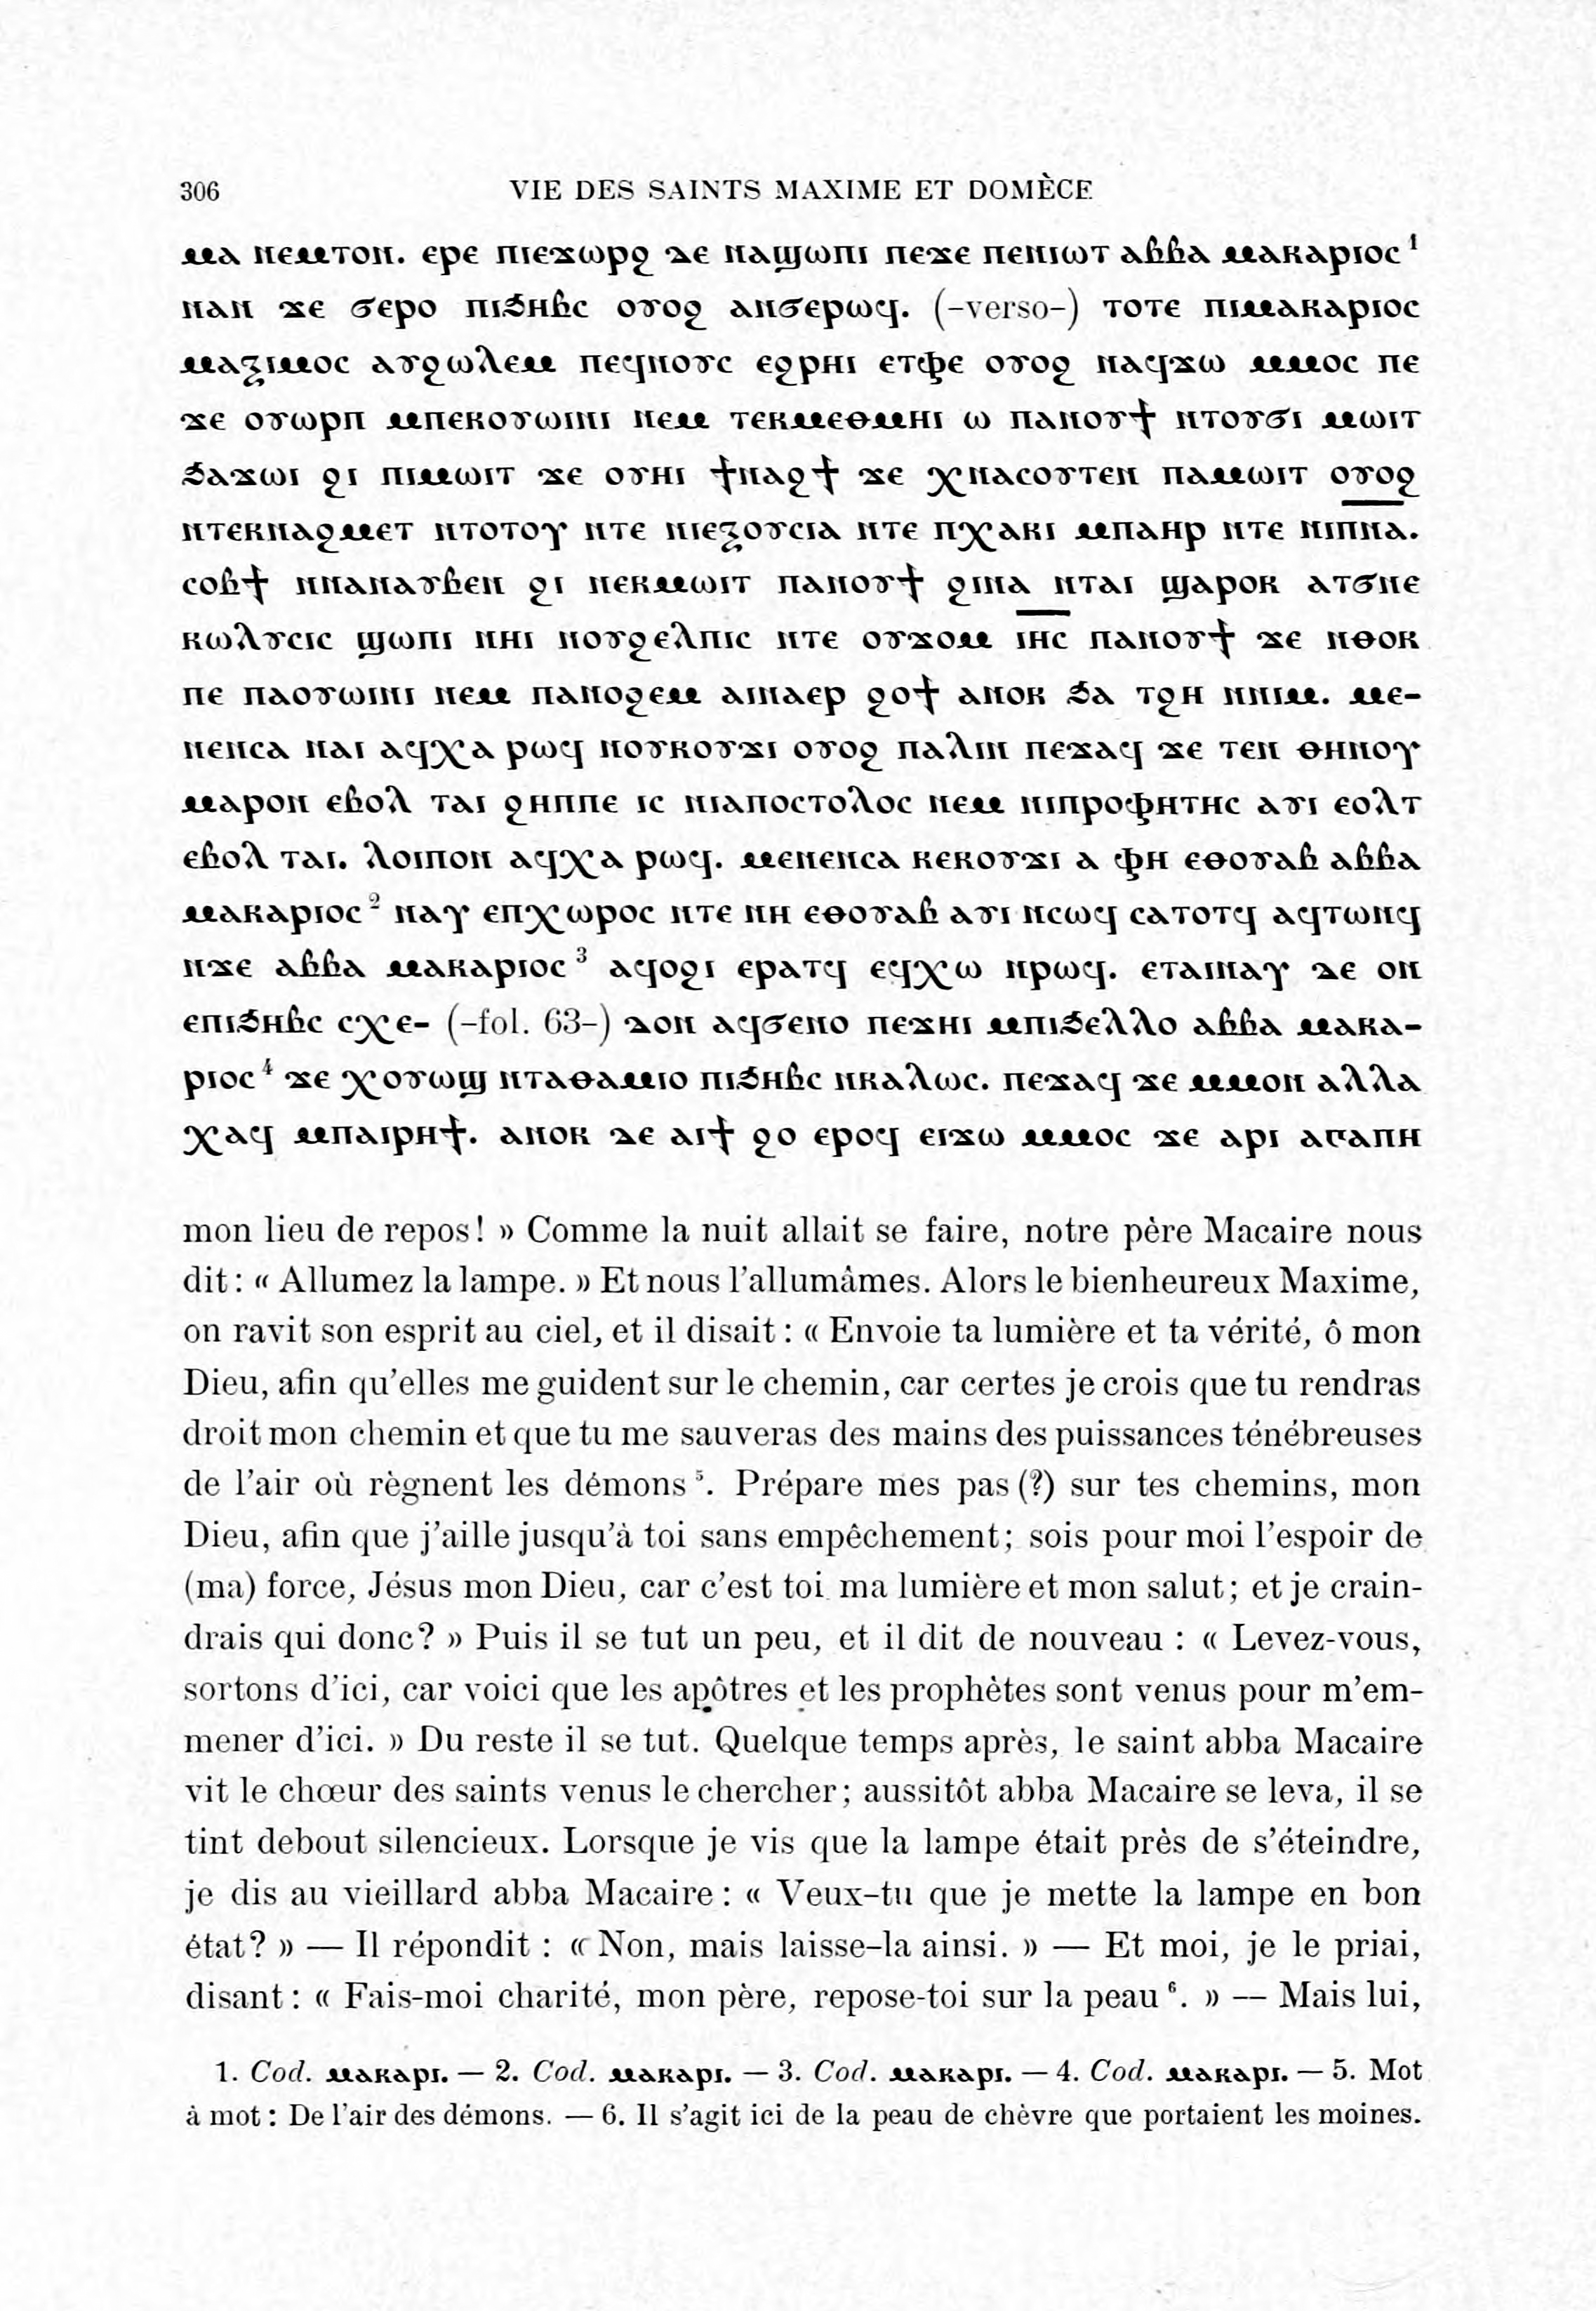 306 VIE DES SAINTS MAXIME ET DOMÈCE
ⲙⲁ ⲛⲉⲙⲧⲟⲛ. ⲉⲣⲉ ⲡⲓⲉϫⲱⲣϩ ⲇⲉ ⲛⲁϣⲱⲡⲓ ⲡⲉϫⲉ ⲡⲉⲛⲓⲱⲧ ⲁⲃⲃⲁ ⲙⲁⲕⲁⲣⲓⲟⲥ ¹
ⲛⲁⲛ ϫⲉ ϭⲉⲣⲟ ⲡⲓϧⲏⲃⲥ ⲟⲩⲟϩ ⲁⲛϭⲉⲣⲱϥ. (-verso-) ⲧⲟⲧⲉ ⲡⲓⲙⲁⲕⲁⲣⲓⲟⲥ
ⲙⲁⲝⲓⲙⲟⲥ ⲁⲩϩⲱⲗⲉⲙ ⲡⲉϥⲛⲟⲩⲥ ⲉϩⲣⲏⲓ ⲉⲧⲫⲉ ⲟⲩⲟϩ ⲛⲁϥϫⲱ ⲙⲙⲟⲥ ⲡⲉ
ϫⲉ ⲟⲩⲱⲣⲡ ⲙⲡⲉⲕⲟⲩⲱⲓⲛⲓ ⲛⲉⲙ ⲧⲉⲕⲙⲉⲑⲙⲏⲓ ⲱ ⲡⲁⲛⲟⲩϯ ⲛⲧⲟⲩϭⲓ ⲙⲱⲓⲧ
ϧⲁϫⲱⲓ ϩⲓ ⲡⲓⲙⲱⲓⲧ ϫⲉ ⲟⲩⲏⲓ ϯⲛⲁϩϯ ϫⲉ ⲭⲛⲁⲥⲟⲩⲧⲉⲛ ⲡⲁⲙⲱⲓⲧ ⲟⲩⲟϩ
ⲛⲧⲉⲕⲛⲁϩⲙⲉⲧ ⲛⲧⲟⲧⲟⲩ ⲛⲧⲉ ⲛⲓⲉⲝⲟⲩⲥⲓⲁ ⲛⲧⲉ ⲡⲭⲁⲕⲓ ⲙⲡⲁⲏⲣ ⲛⲧⲉ ⲛⲓⲡ̅ⲛ̅ⲁ̅.
ⲥⲟⲃϯ ⲛⲛⲁⲛⲁⲩⲃⲉⲛ ϩⲓ ⲛⲉⲕⲙⲱⲓⲧ ⲡⲁⲛⲟⲩϯ ϩⲓⲛⲁ ⲛⲧⲁⲓ ϣⲁⲣⲟⲕ ⲁⲧϭⲛⲉ
ⲕⲱⲗⲩⲥⲓⲥ ϣⲱⲡⲓ ⲛⲏⲓ ⲛⲟⲩϩⲉⲗⲡⲓⲥ ⲛⲧⲉ ⲟⲩϫⲟⲙ ⲓ̅ⲏ̅ⲥ̅ ⲡⲁⲛⲟⲩϯ ϫⲉ ⲛⲑⲟⲕ
ⲡⲉ ⲡⲁⲟⲩⲱⲓⲛⲓ ⲛⲉⲙ ⲡⲁⲛⲟϩⲉⲙ ⲁⲓⲛⲁⲉⲣ ϩⲟϯ ⲁⲛⲟⲕ ϧⲁ ⲧϩⲏ ⲛⲛⲓⲙ. ⲙⲉ-
ⲛⲉⲛⲥⲁ ⲛⲁⲓ ⲁϥⲭⲁ ⲣⲱϥ ⲛⲟⲩⲕⲟⲩϫⲓ ⲟⲩⲟϩ ⲡⲁⲗⲓⲛ ⲡⲉϫⲁϥ ϫⲉ ⲧⲉⲛ ⲑⲏⲛⲟⲩ
ⲙⲁⲣⲟⲛ ⲉⲃⲟⲗ ⲧⲁⲓ ϩⲏⲡⲡⲉ ⲓⲥ ⲛⲓⲁⲡⲟⲥⲧⲟⲗⲟⲥ ⲛⲉⲙ ⲛⲓⲡⲣⲟⲫⲏⲧⲏⲥ ⲁⲩⲓ ⲉⲟⲗⲧ
ⲉⲃⲟⲗ ⲧⲁⲓ. ⲗⲟⲓⲡⲟⲛ ⲁϥⲭⲁ ⲣⲱϥ. ⲙⲉⲛⲉⲛⲥⲁ ⲕⲉⲕⲟⲩϫⲓ ⲁ ⲫⲏ ⲉⲑⲟⲩⲁⲃ ⲁⲃⲃⲁ
ⲙⲁⲕⲁⲣⲓⲟⲥ ² ⲛⲁⲩ ⲉⲡⲭⲱⲣⲟⲥ ⲛⲧⲉ ⲛⲏ ⲉⲑⲟⲩⲁⲃ ⲁⲩⲓ ⲛⲥⲱϥ ⲥⲁⲧⲟⲧϥ ⲁϥⲧⲱⲛϥ
ⲛϫⲉ ⲁⲃⲃⲁ ⲙⲁⲕⲁⲣⲓⲟⲥ ³ ⲁϥⲟϩⲓ ⲉⲣⲁⲧϥ ⲉϥⲭⲱ ⲛⲣⲱϥ. ⲉⲧⲁⲓⲛⲁⲩ ⲇⲉ ⲟⲛ
ⲉⲡⲓϧⲏⲃⲥ ⲥⲭⲉ- (-fol. 63-) ⲇⲟⲛ ⲁϥϭⲉⲛⲟ ⲡⲉϫⲏⲓ ⲙⲡⲓϧⲉⲗⲗⲟ ⲁⲃⲃⲁ ⲙⲁⲕⲁ-
ⲣⲓⲟⲥ ⁴ ϫⲉ ⲭⲟⲩⲱϣ ⲛⲧⲁⲑⲁⲙⲓⲟ ⲡⲓϧⲏⲃⲥ ⲛⲕⲁⲗⲱⲥ. ⲡⲉϫⲁϥ ϫⲉ ⲙⲙⲟⲛ ⲁⲗⲗⲁ
ⲭⲁϥ ⲙⲡⲁⲓⲣⲏϯ. ⲁⲛⲟⲕ ⲇⲉ ⲁⲓϯ ϩⲟ ⲉⲣⲟϥ ⲉⲓϫⲱ ⲙⲙⲟⲥ ϫⲉ ⲁⲣⲓ ⲁⲅⲁⲡⲏ
mon lieu de repos! » Comme la nuit allait se faire, notre père Macaire nous
dit : « Allumez la lampe. » Et nous l'allumâmes. Alors le bienheureux Maxime,
on ravit son esprit au ciel, et il disait : « Envoie ta lumière et ta vérité, ô mon
Dieu, afin qu'elles me guident sur le chemin, car certes je crois que tu rendras
droit mon chemin et que tu me sauveras des mains des puissances ténébreuses
de l'air où règnent les démons ⁵. Prépare mes pas (?) sur tes chemins, mon
Dieu, afin que j'aille jusqu'à toi sans empêchement; sois pour moi l'espoir de
(ma) force, Jésus mon Dieu, car c'est toi ma lumière et mon salut; et je crain-
drais qui donc? » Puis il se tut un peu, et il dit de nouveau : « Levez-vous,
sortons d'ici, car voici que les apôtres et les prophètes sont venus pour m'em-
mener d'ici. » Du reste il se tut. Quelque temps après, le saint abba Macaire
vit le chœur des saints venus le chercher; aussitôt abba Macaire se leva, il se
tint debout silencieux. Lorsque je vis que la lampe était près de s'éteindre,
je dis au vieillard abba Macaire : « Veux-tu que je mette la lampe en bon
état? » — Il répondit : « Non, mais laisse-la ainsi. » — Et moi, je le priai,
disant : « Fais-moi charité, mon père, repose-toi sur la peau ⁶. » — Mais lui,
1. Cod. ⲙⲁⲕⲁⲣⲓ. — 2. Cod. ⲙⲁⲕⲁⲣⲓ. — 3. Cod. ⲙⲁⲕⲁⲣⲓ. — 4. Cod. ⲙⲁⲕⲁⲣⲓ. — 5. Mot
à mot : De l'air des démons. — 6. Il s'agit ici de la peau de chèvre que portaient les moines.